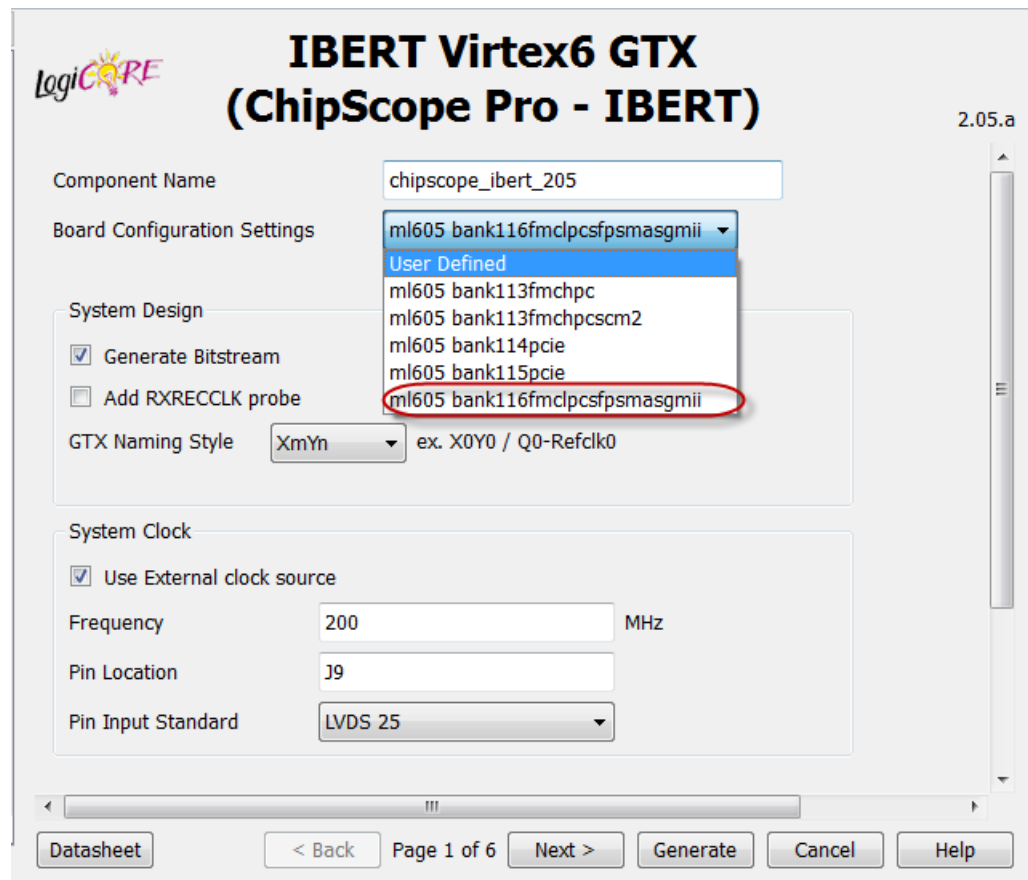 IBERT Virtex6 GTX
(ChipScope Pro - IBERT)
LogiCORE
2.05.a
Component Name chipscope_ibert_205
Board Configuration Settings ml605 bank116fmclpcsfpsmasgmii
User Defined
ml605 bank113fmchpc
System Design
ml605 bank113fmchpcscm2
ml605 bank114pcie
Generate Bitstream
ml605 bank115pcie
Add RXRECCLK probe ml605 bank116fmclpcsfpsmasgmii
GTX Naming Style XmYn ex. X0Y0 / Q0-Refclk0
System Clock
Use External clock source
Frequency 200 MHz
Pin Location J9
Pin Input Standard LVDS 25
Datasheet < Back Page 1 of 6 Next > Generate Cancel Help